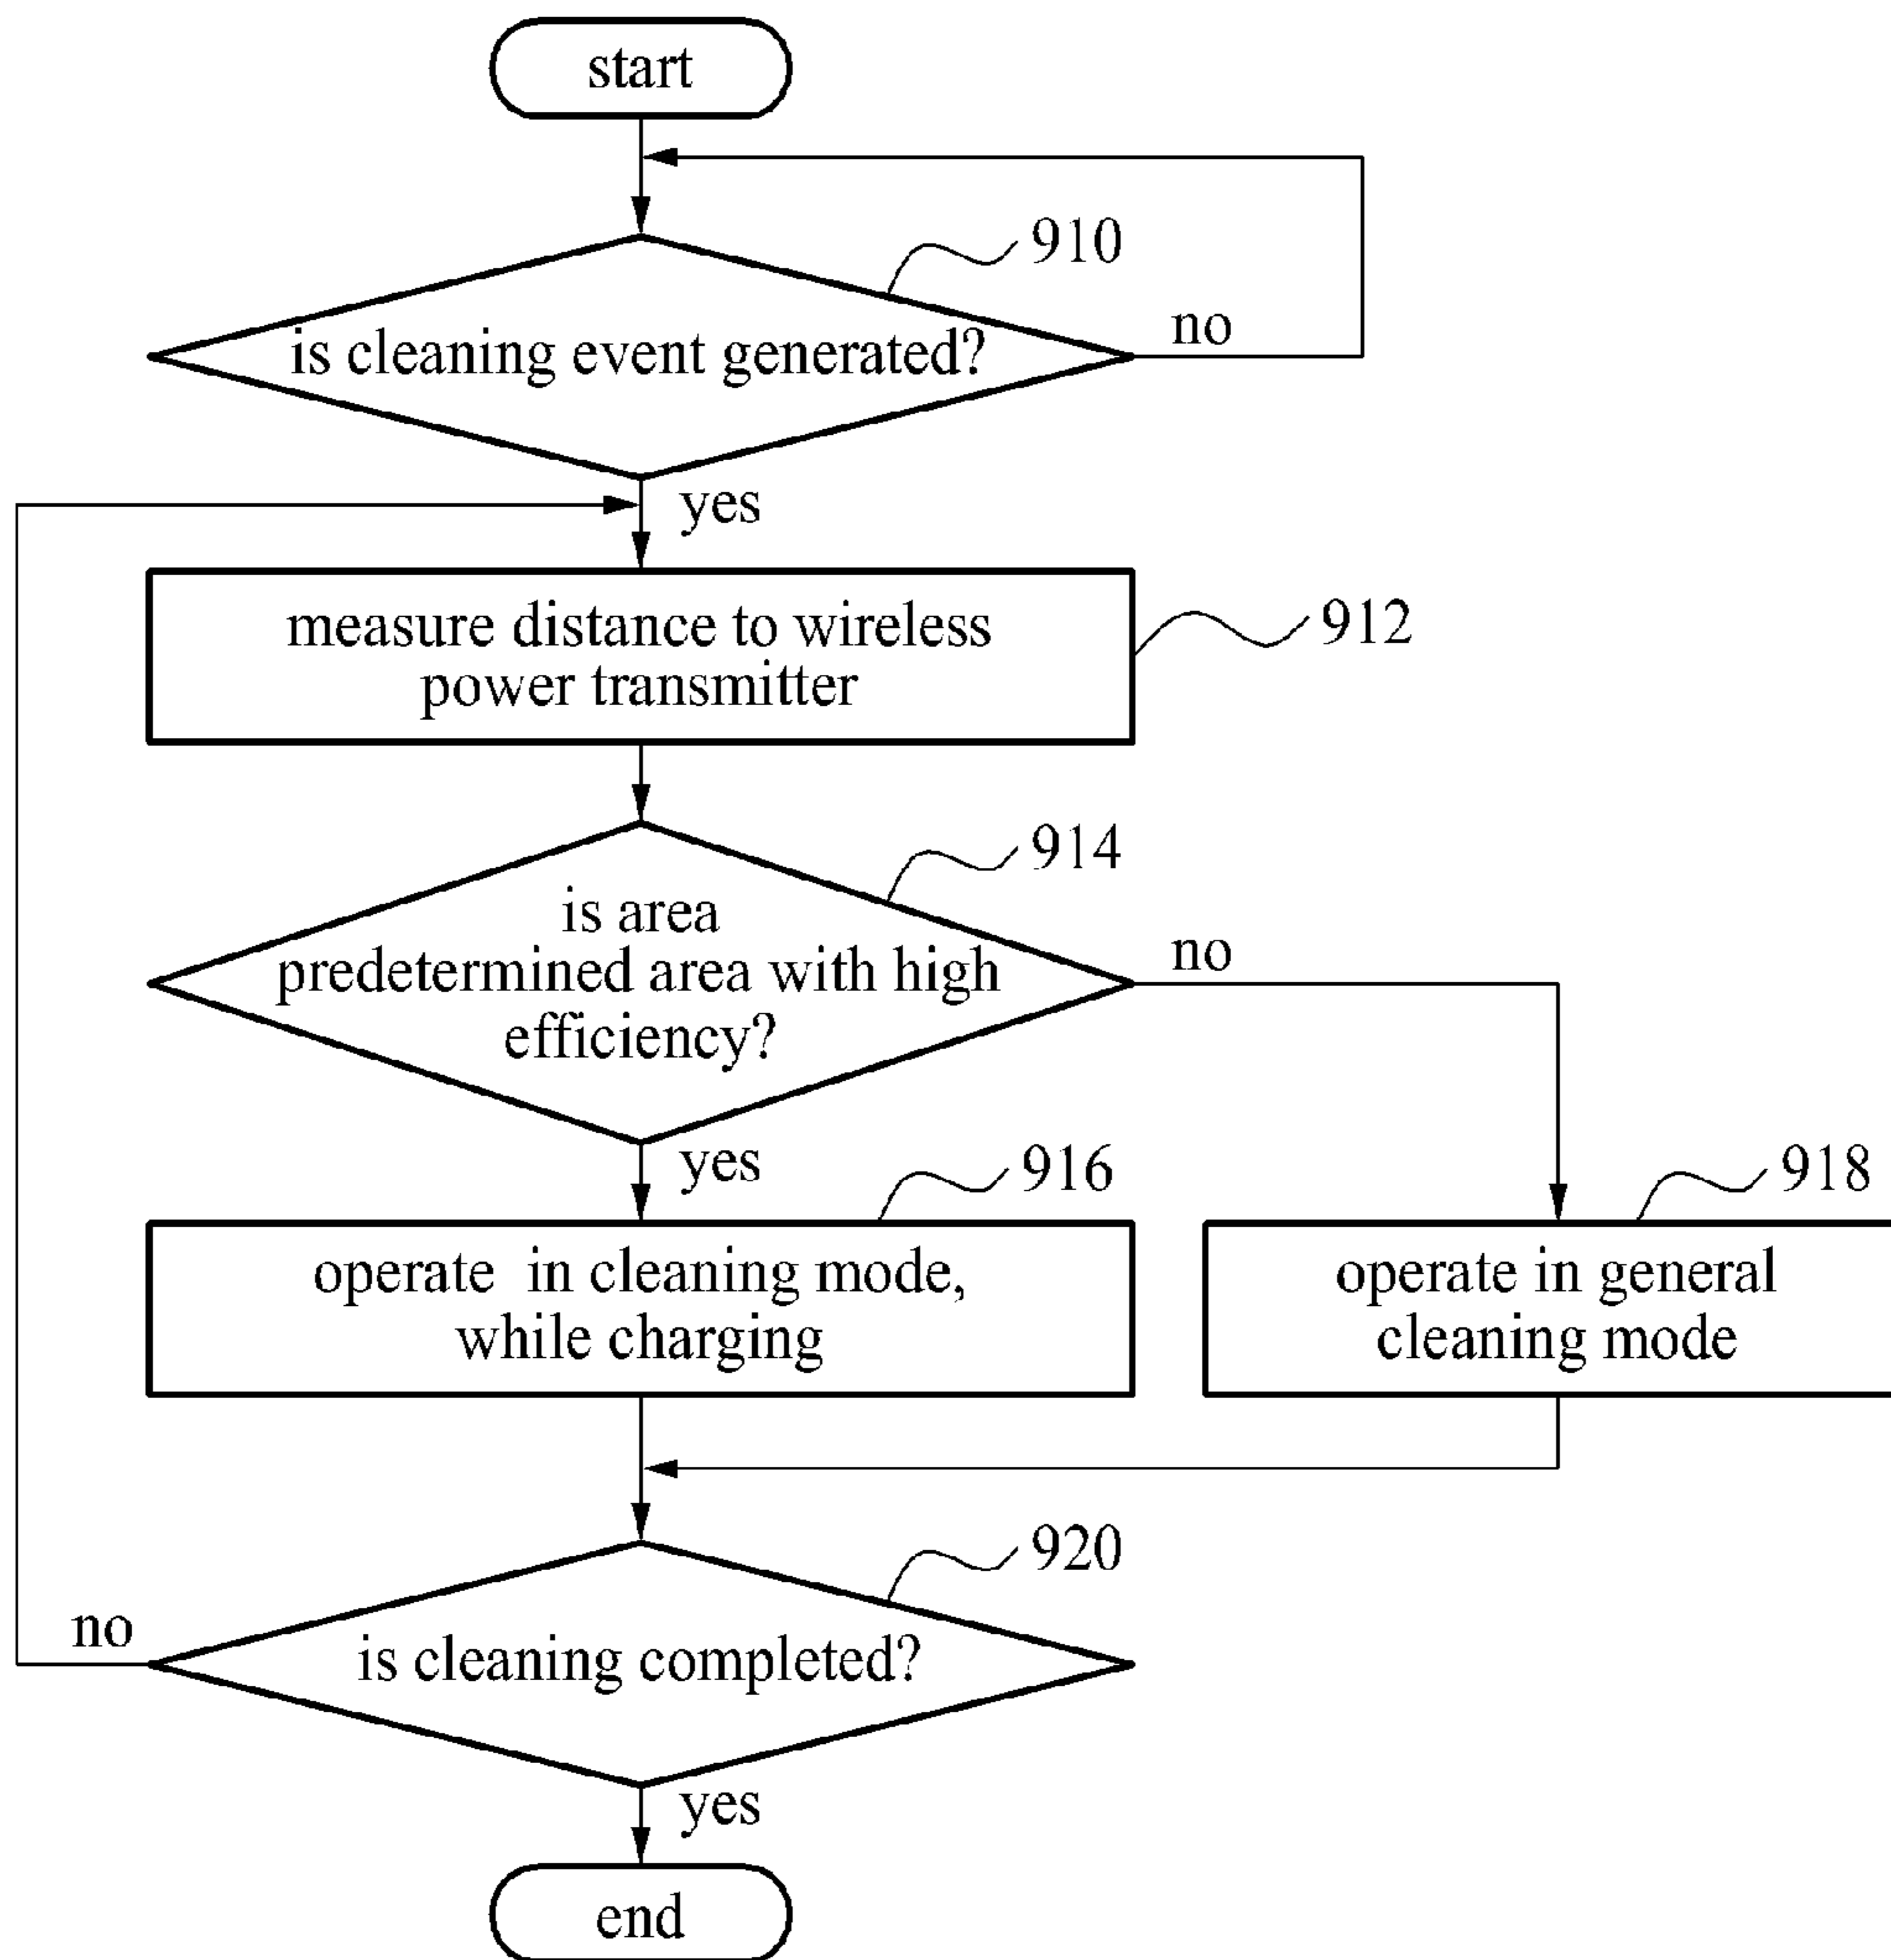 start
910
is cleaning event generated?
no
yes
measure distance to wireless
power transmitter
912
914
is area
predetermined area with high
efficiency?
no
yes
916
918
operate in cleaning mode,
while charging
operate in general
cleaning mode
920
no
is cleaning completed?
yes
end